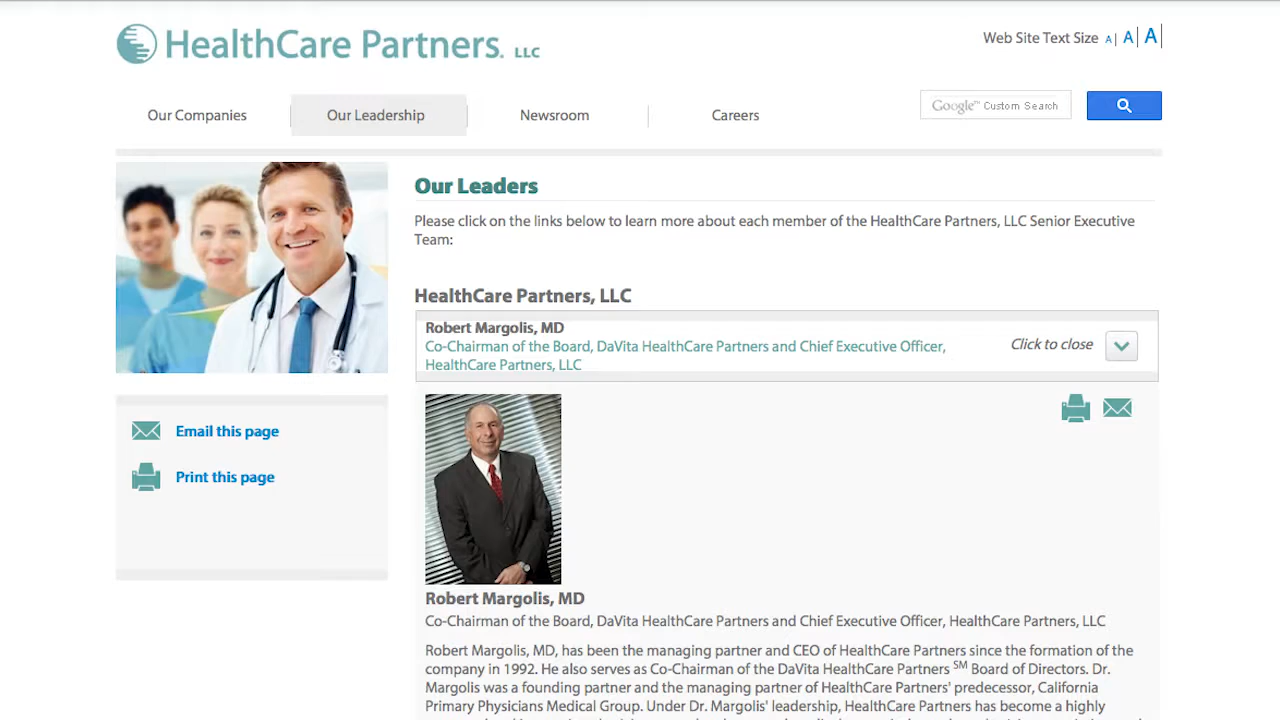 HealthCare Partners. LLC
Web Site Text Size A| A| A|
Our Companies
Our Leadership
Newsroom
Careers
Google™ Custom Search
Our Leaders
Please click on the links below to learn more about each member of the HealthCare Partners, LLC Senior Executive
Team:
HealthCare Partners, LLC
Robert Margolis, MD
Co-Chairman of the Board, DaVita HealthCare Partners and Chief Executive Officer,
HealthCare Partners, LLC
Click to close
Email this page
Print this page
Robert Margolis, MD
Co-Chairman of the Board, DaVita HealthCare Partners and Chief Executive Officer, HealthCare Partners, LLC
Robert Margolis, MD, has been the managing partner and CEO of HealthCare Partners since the formation of the
company in 1992. He also serves as Co-Chairman of the DaVita HealthCare Partners SM Board of Directors. Dr.
Margolis was a founding partner and the managing partner of HealthCare Partners' predecessor, California
Primary Physicians Medical Group. Under Dr. Margolis' leadership, HealthCare Partners has become a highly